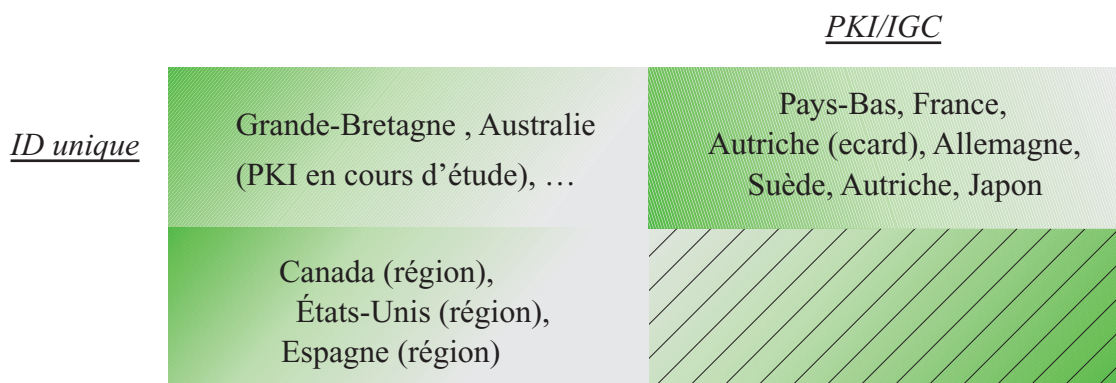 PKI/IGC
ID unique
Grande-Bretagne , Australie
(PKI en cours d’étude), …
Pays-Bas, France,
Autriche (ecard), Allemagne,
Suède, Autriche, Japon
Canada (région),
États-Unis (région),
Espagne (région)